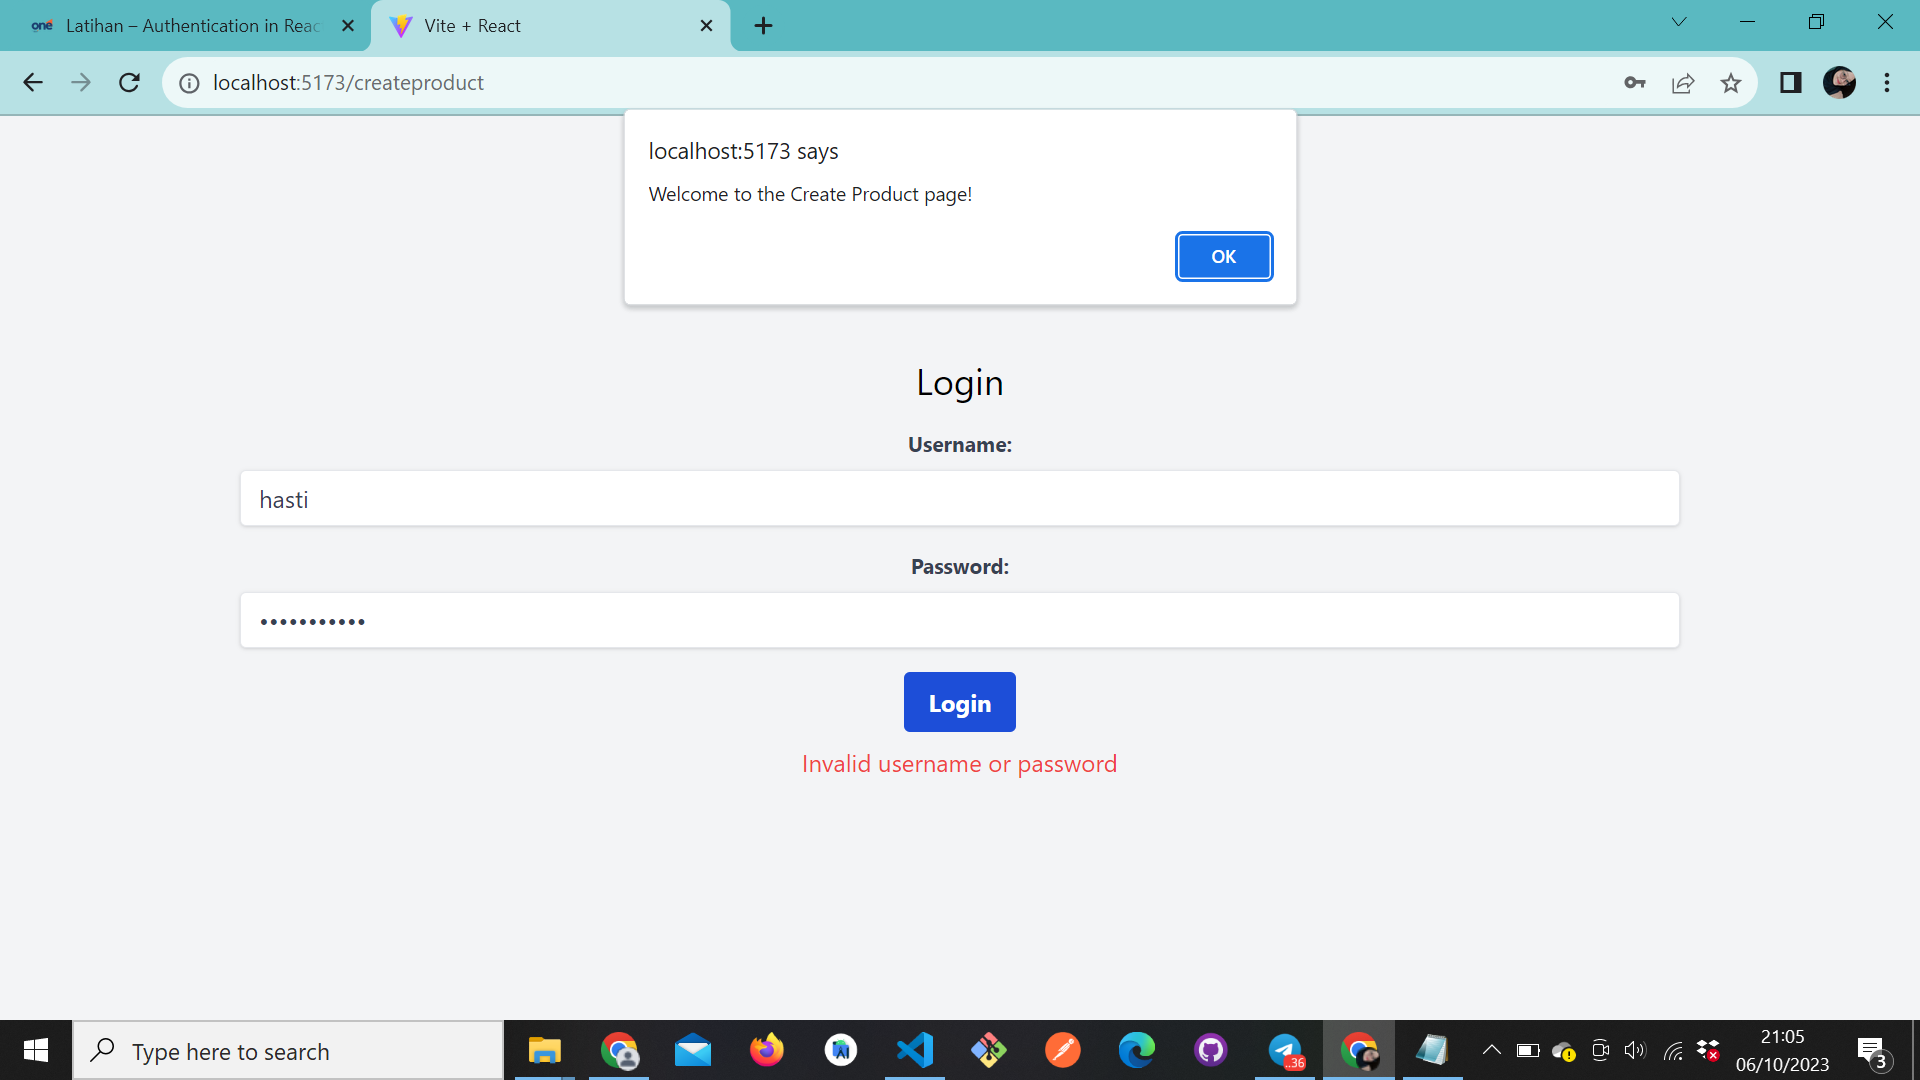 one Latihan – Authentication in Reac
Vite + React
localhost:5173/createproduct
localhost:5173 says
Welcome to the Create Product page!
OK
Login
Username:
hasti
Password:
•••••••••••
Login
Invalid username or password
Type here to search
..36
21:05
06/10/2023
3